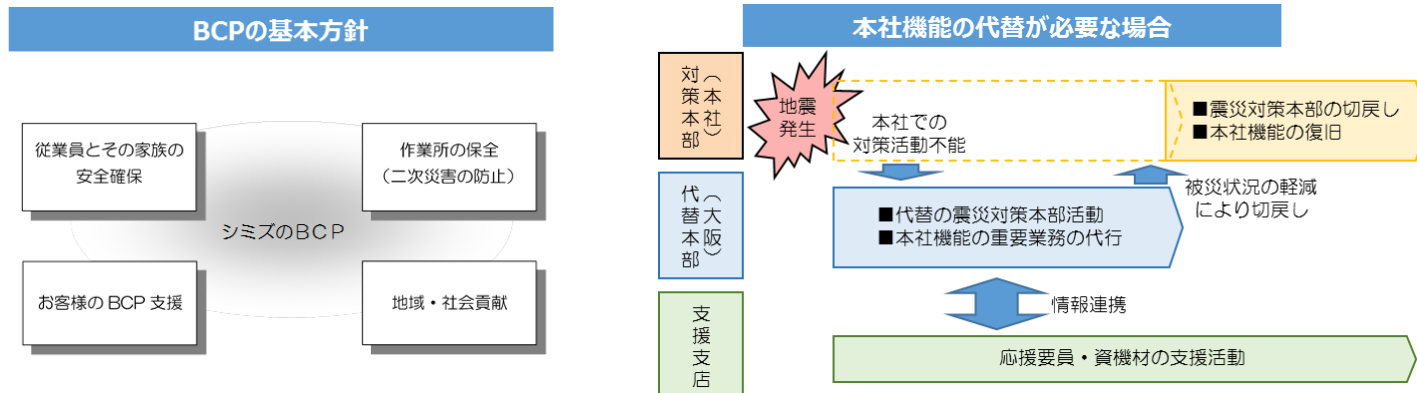 BCPの基本方針
従業員とその家族の
安全確保
作業所の保全
（二次災害の防止）
シミズのBCP
お客様のBCP支援
地域・社会貢献
本社機能の代替が必要な場合
対策本部
（本社）
地震
発生
本社での
対策活動不能
■震災対策本部の切戻し
■本社機能の復旧
代替本部
（大阪）
■代替の震災対策本部活動
■本社機能の重要業務の代行
被災状況の軽減
により切戻し
情報連携
支援支店
応援要員・資機材の支援活動